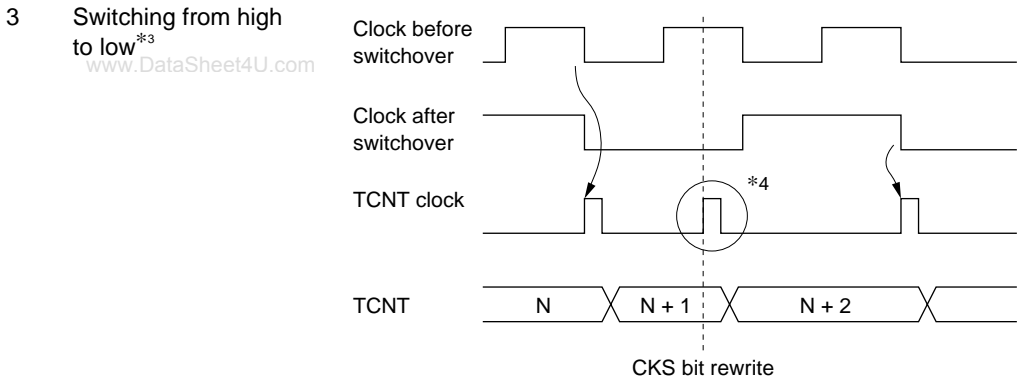 3 Switching from high
to low*3
www.DataSheet4U.com
Clock before
switchover
Clock after
switchover
TCNT clock
*4
TCNT
N N + 1 N + 2
CKS bit rewrite